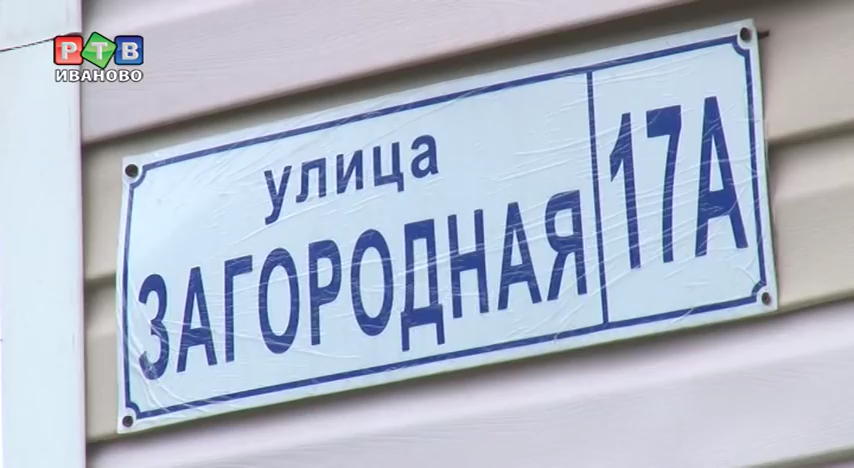 РТВ
ИВАНОВО
улица
ЗАГОРОДНАЯ
17А